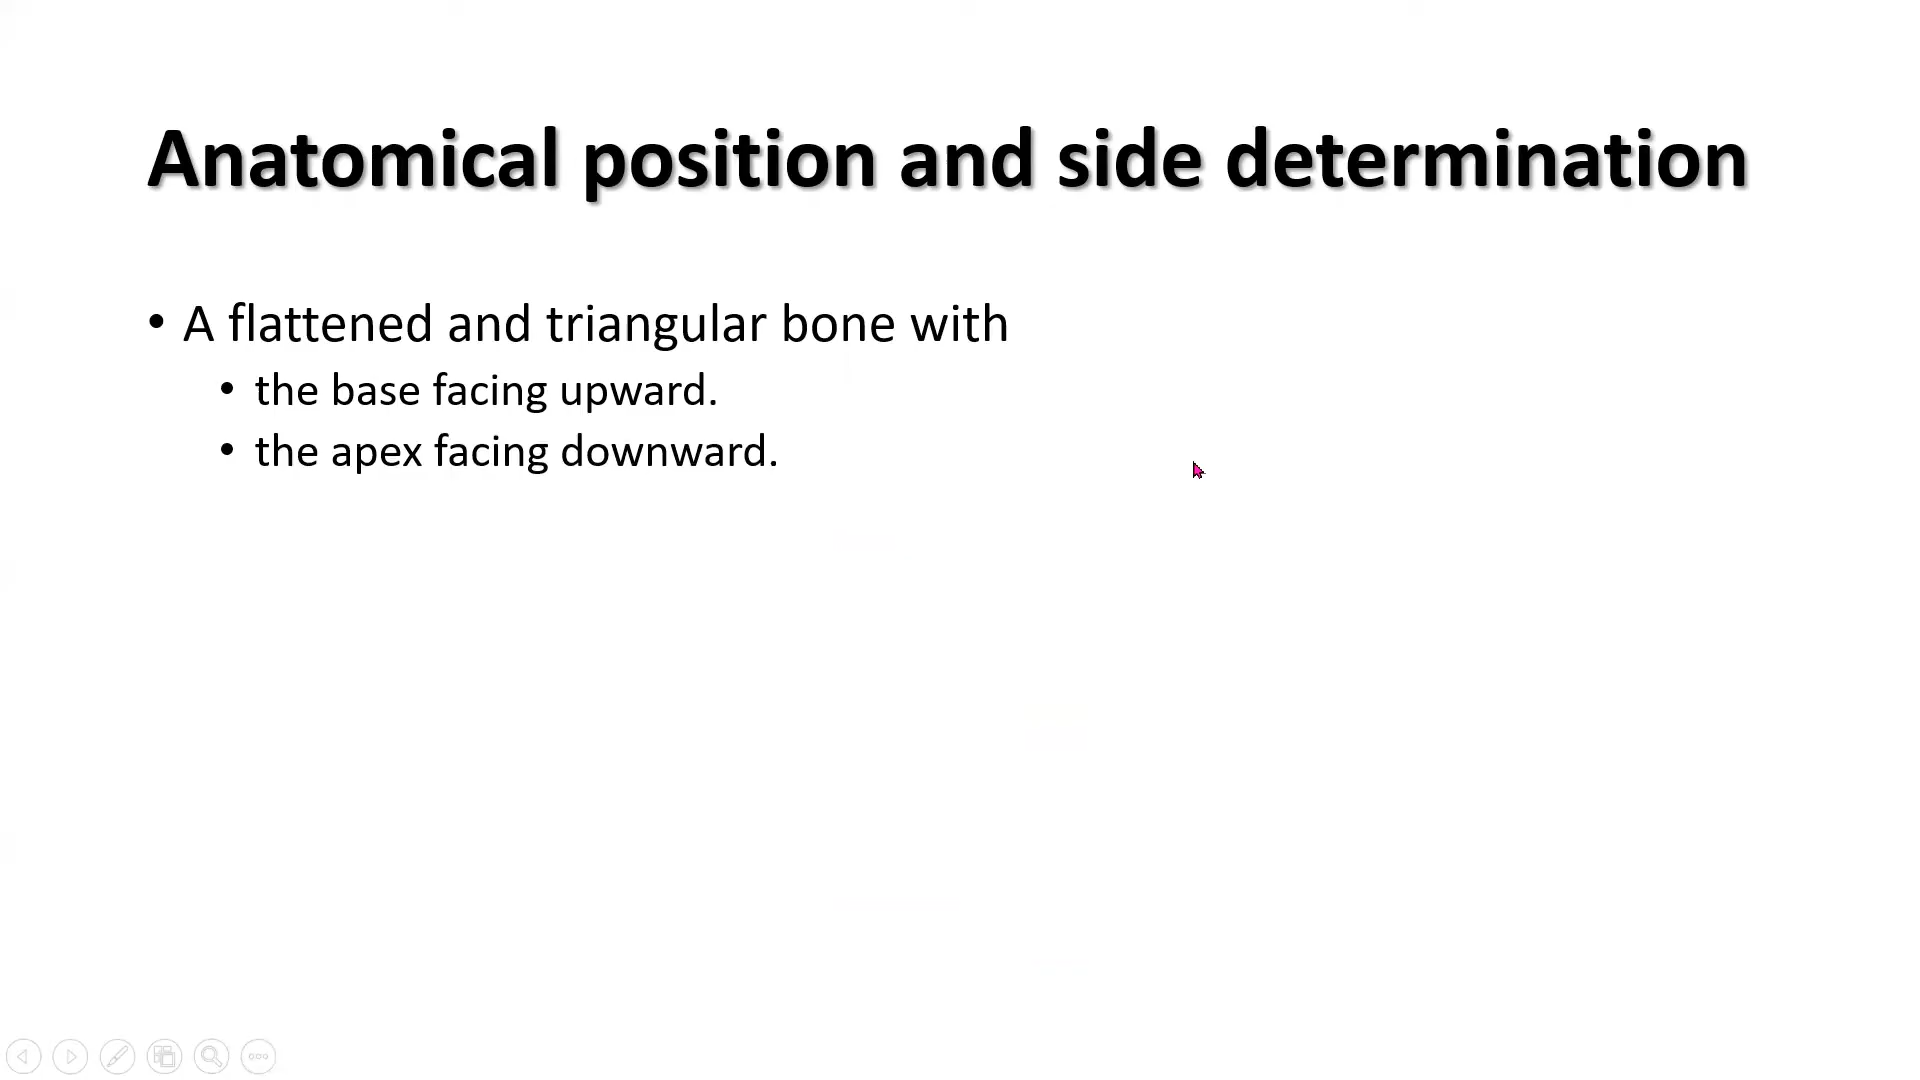 Anatomical position and side determination
• A flattened and triangular bone with
• the base facing upward.
• the apex facing downward.